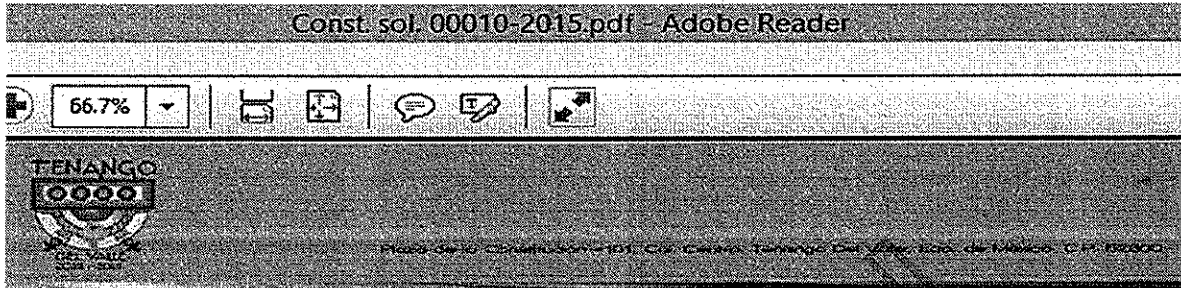 Const. sol. 00010-2015.pdf - Adobe Reader
66.7%
TENANGO
DEL VALLE
Plaza de la Constitución #101, Col. Centro, Tenango Del Valle, Edo. de México. C.P.